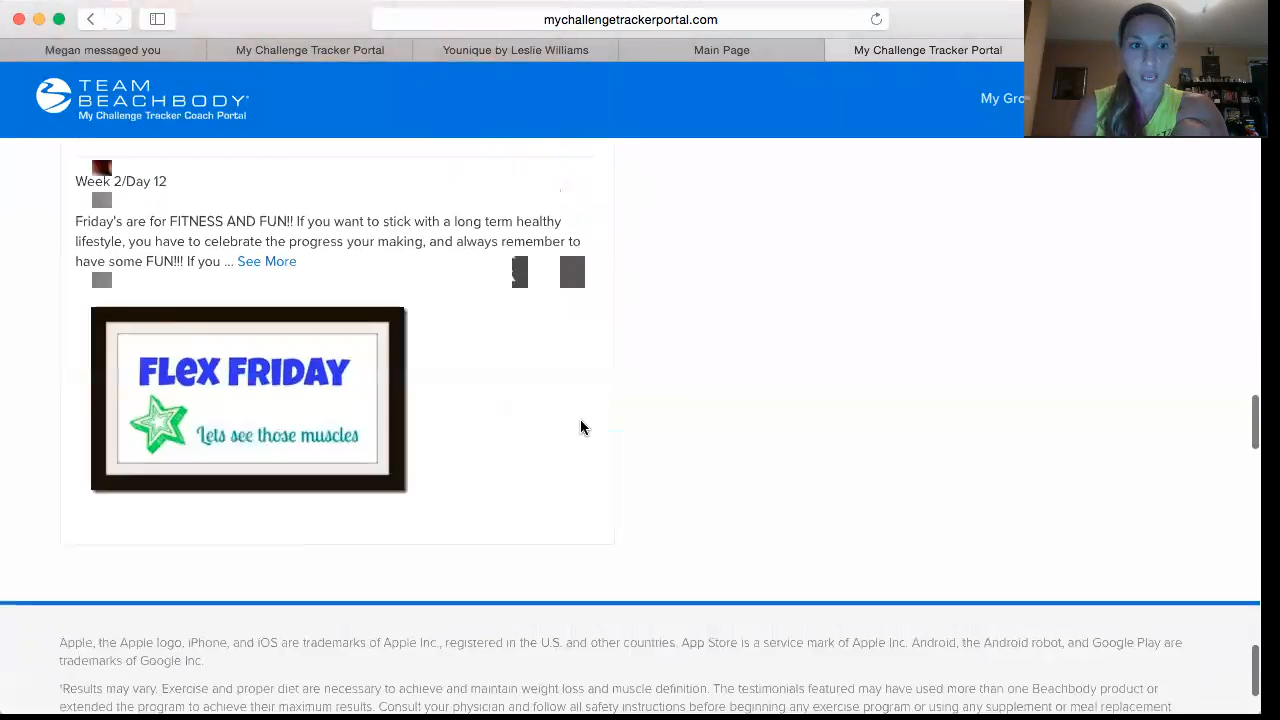 mychallengetrackerportal.com
Megan messaged you
My Challenge Tracker Portal
Younique by Leslie Williams
Main Page
My Challenge Tracker Portal
TEAM
BEACHBODY
My Challenge Tracker Coach Portal
My Gro
Week 2/Day 12
Friday's are for FITNESS AND FUN!! If you want to stick with a long term healthy
lifestyle, you have to celebrate the progress your making, and always remember to
have some FUN!!! If you ... See More
FLex FRIDAY
Lets see those muscles
Apple, the Apple logo, iPhone, and iOS are trademarks of Apple Inc., registered in the U.S. and other countries. App Store is a service mark of Apple Inc. Android, the Android robot, and Google Play are
trademarks of Google Inc.
¹Results may vary. Exercise and proper diet are necessary to achieve and maintain weight loss and muscle definition. The testimonials featured may have used more than one Beachbody product or
extended the program to achieve their maximum results. Consult your physician and follow all safety instructions before beginning any exercise program or using any supplement or meal replacement